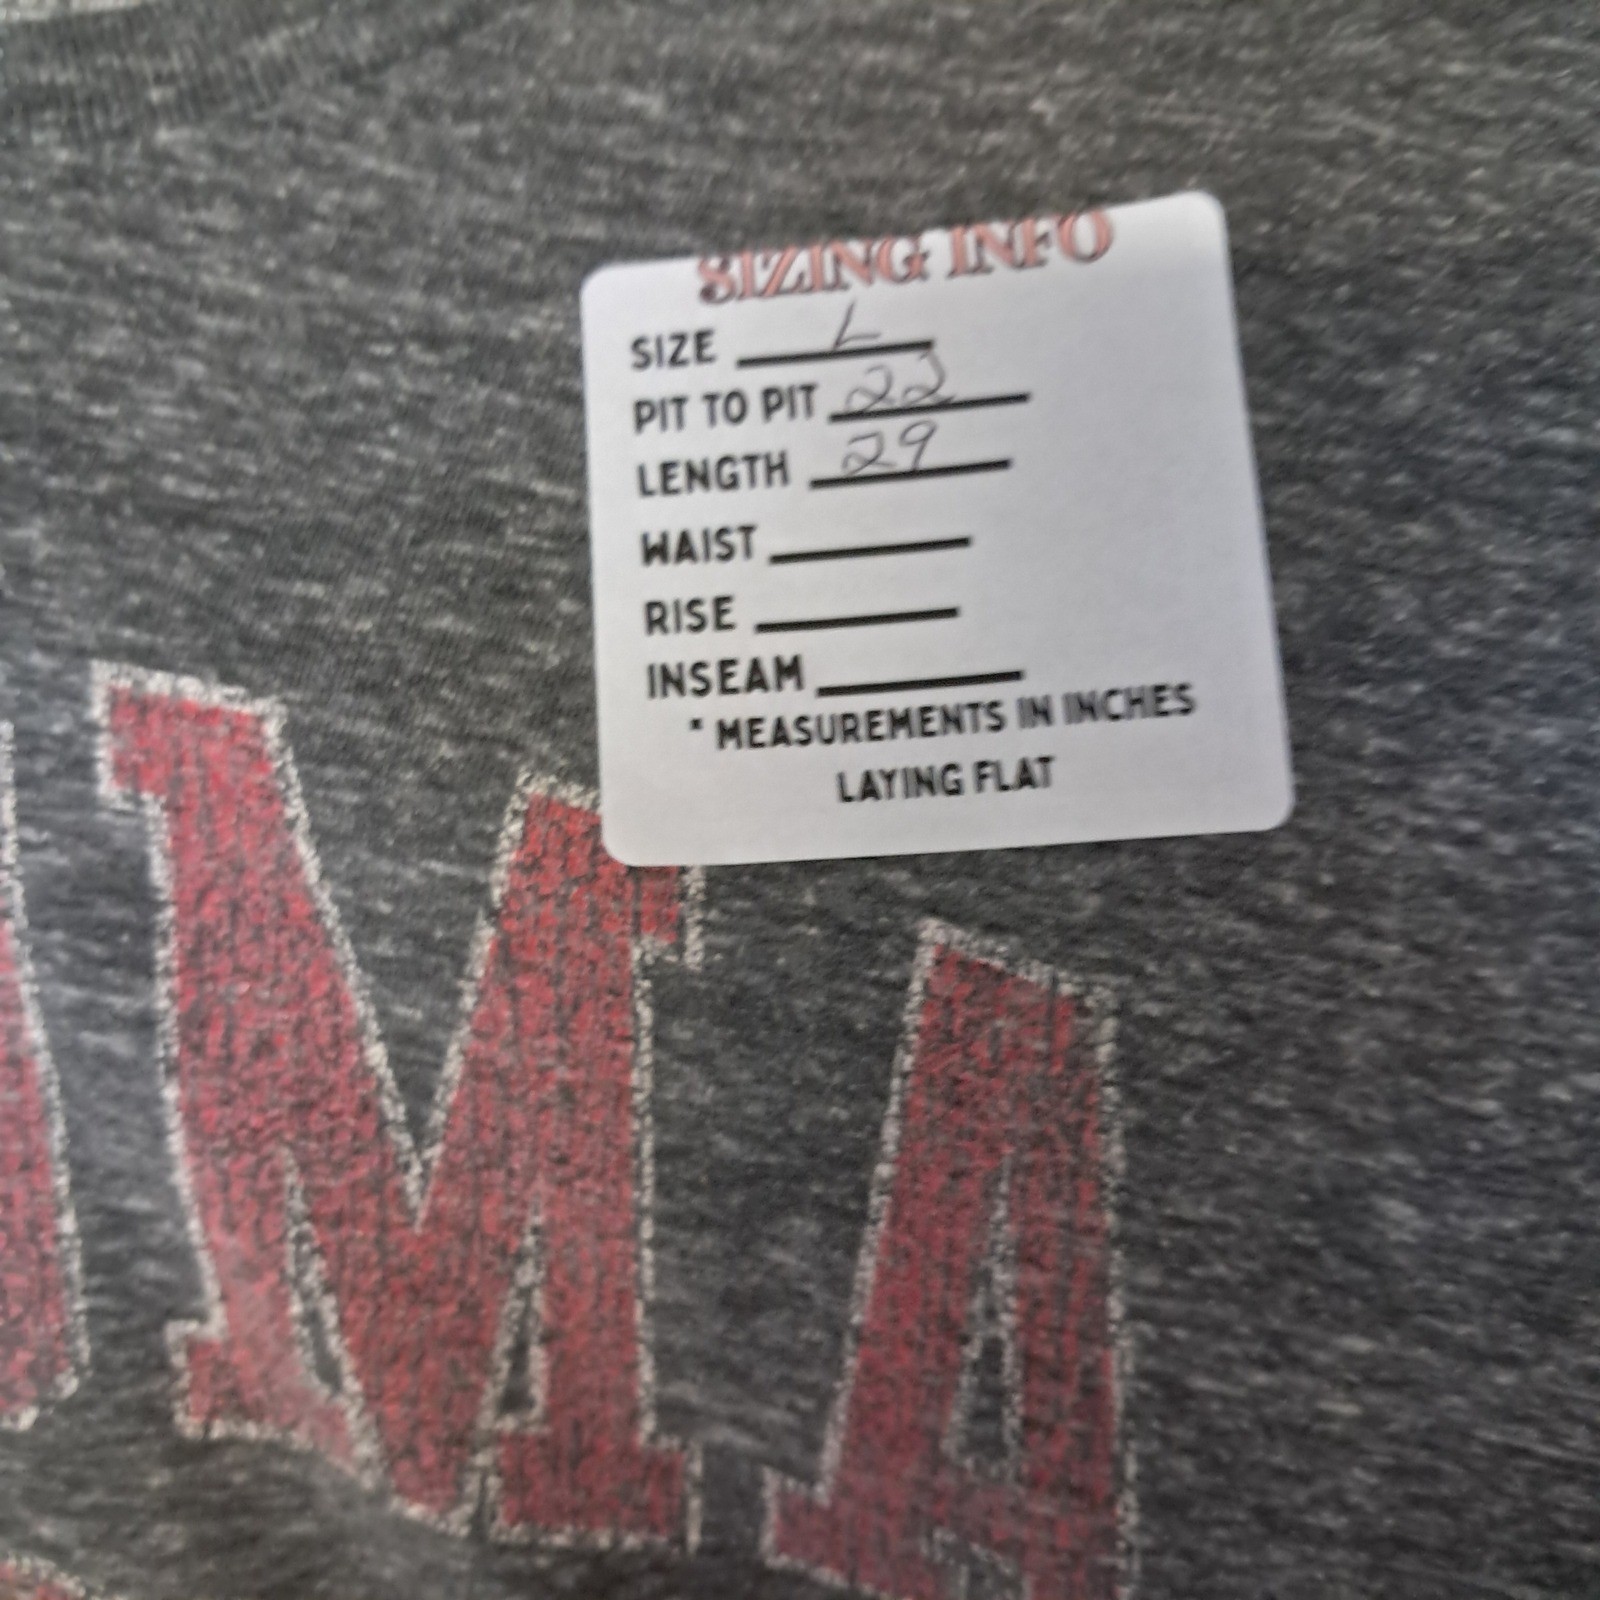 SIZING INFO
SIZE L
PIT TO PIT 22
LENGTH 29
WAIST
RISE
INSEAM
* MEASUREMENTS IN INCHES
LAYING FLAT
MA